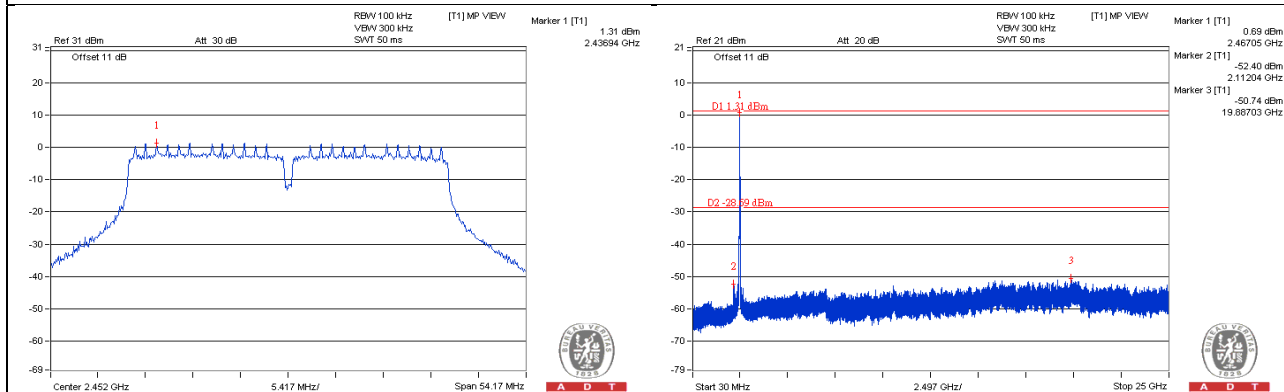 RBW 100 kHz [T1] MP VIEW
VBW 300 kHz
Ref 31 dBm Att 30 dB SWT 50 ms
Marker 1 [T1]
1.31 dBm
2.43694 GHz
31
Offset 11 dB
20
10
1
0
-10
-20
-30
-40
-50
-60
-69
BUREAU VERITAS
1828
A D T
Center 2.452 GHz 5.417 MHz/ Span 54.17 MHz
RBW 100 kHz [T1] MP VIEW
VBW 300 kHz
Ref 21 dBm Att 20 dB SWT 50 ms
Marker 1 [T1]
0.69 dBm
2.46705 GHz
Marker 2 [T1]
-52.40 dBm
2.11204 GHz
Marker 3 [T1]
-50.74 dBm
19.88703 GHz
21
Offset 11 dB
10
1
D1 1.31 dBm
0
-10
-20
D2 -28.69 dBm
-30
-40
2
3
-50
-60
-70
-79
BUREAU VERITAS
1828
A D T
Start 30 MHz 2.497 GHz/ Stop 25 GHz